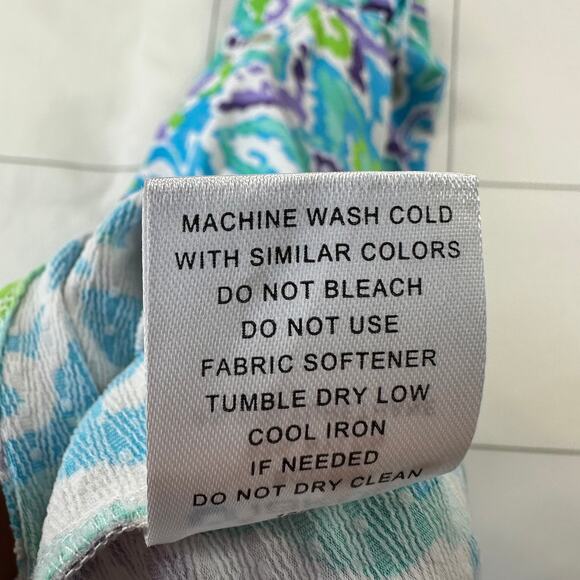 MACHINE WASH COLD
WITH SIMILAR COLORS
DO NOT BLEACH
DO NOT USE
FABRIC SOFTENER
TUMBLE DRY LOW
COOL IRON
IF NEEDED
DO NOT DRY CLEAN